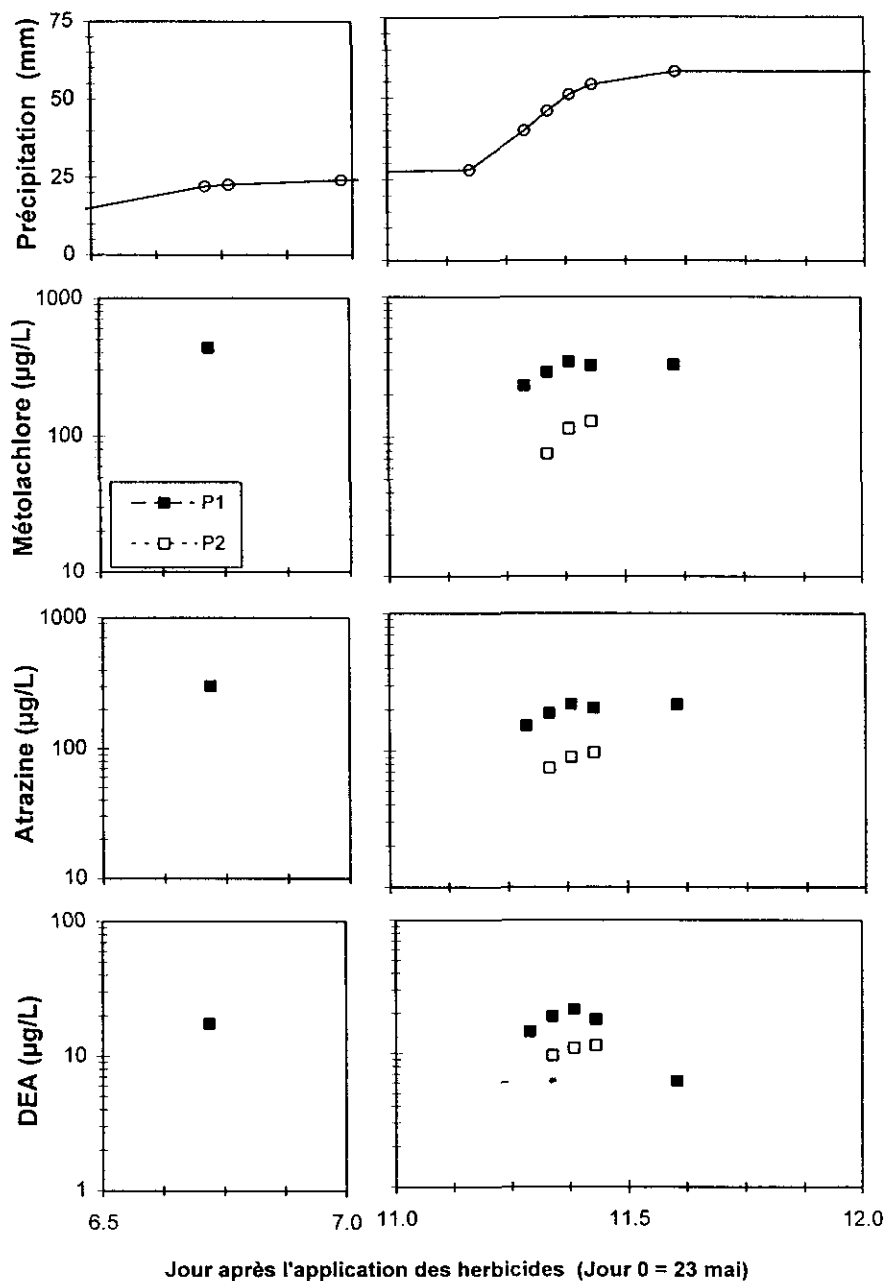 Précipitation (mm)
75
50
25
0
Métolachlore (µg/L)
1000
100
10
P1
P2
Atrazine (µg/L)
1000
100
10
DEA (µg/L)
100
10
1
6.5
7.0
11.0
11.5
12.0
Jour après l'application des herbicides (Jour 0 = 23 mai)